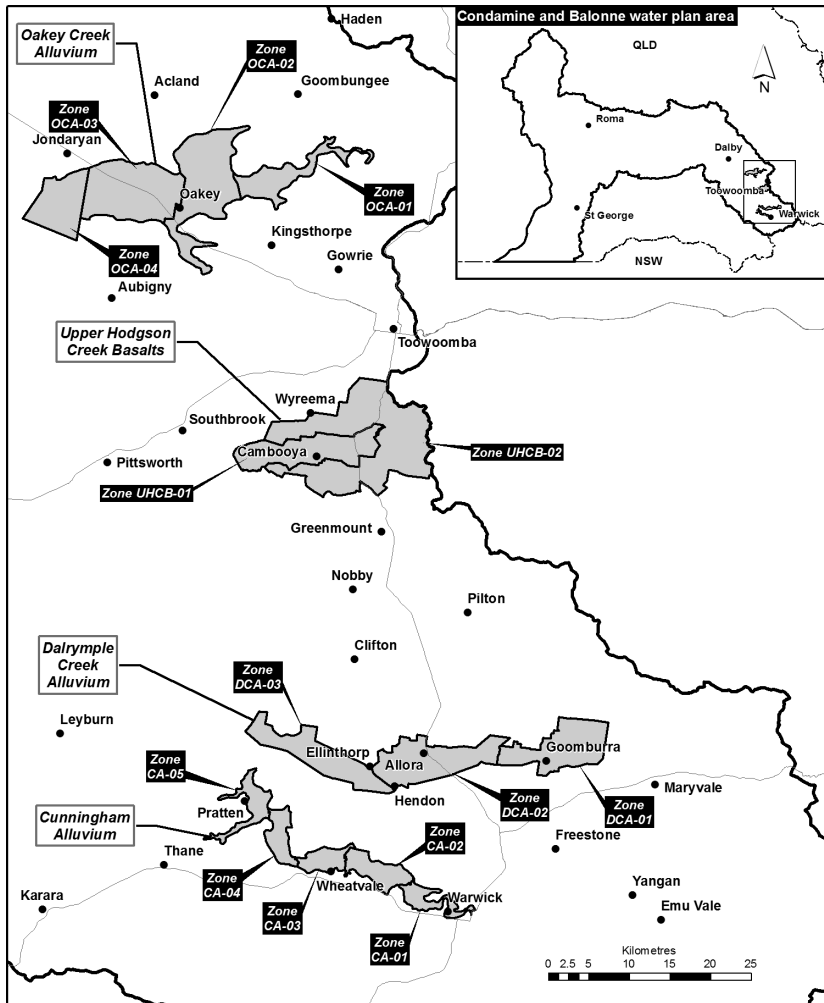 Haden
Condamine and Balonne water plan area
QLD
N
Roma
Dalby
Toowoomba
Warwick
St George
NSW
Oakey Creek
Alluvium
Zone
OCA-02
Acland
Goombungee
Zone
OCA-03
Jondaryan
Oakey
Zone
OCA-01
Kingsthorpe
Zone
OCA-04
Gowrie
Aubigny
Upper Hodgson
Creek Basalts
Toowoomba
Wyreema
Southbrook
Cambooya
Zone UHCB-02
Pittsworth
Zone UHCB-01
Greenmount
Nobby
Pilton
Clifton
Dalrymple
Creek
Alluvium
Zone
DCA-03
Leyburn
Ellinthorp
Allora
Goomburra
Zone
CA-05
Hendon
Maryvale
Zone
DCA-02
Zone
DCA-01
Pratten
Cunningham
Alluvium
Zone
CA-02
Freestone
Thane
Zone
CA-04
Wheatvale
Yangan
Karara
Warwick
Emu Vale
Zone
CA-03
Zone
CA-01
Kilometres
0 2.5 5 10 15 20 25